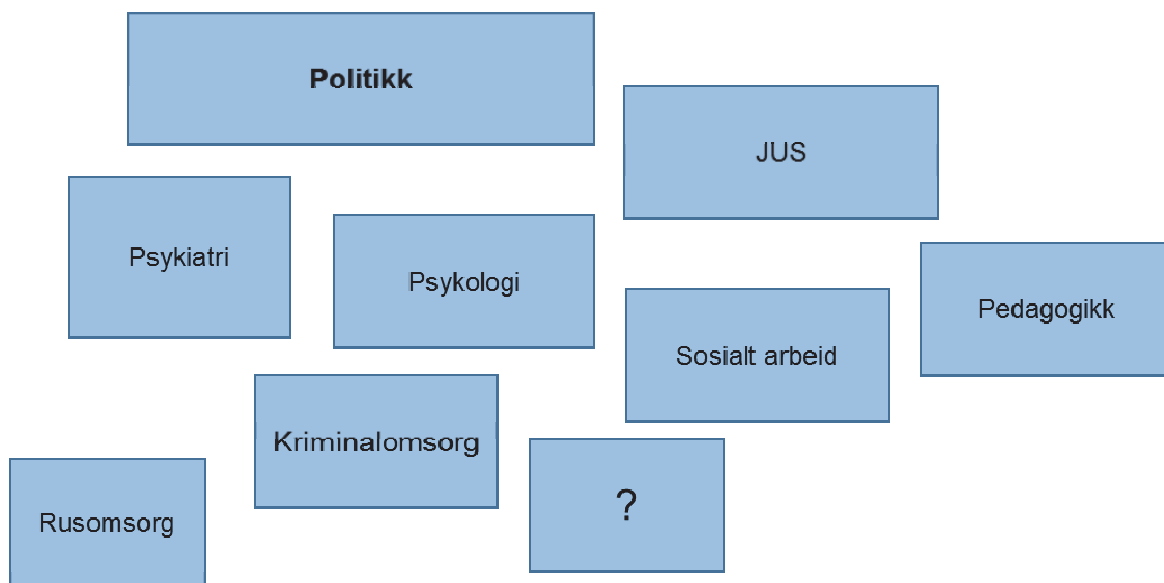 Politikk
JUS
Psykiatri
Psykologi
Pedagogikk
Sosialt arbeid
Kriminalomsorg
?
Rusomsorg